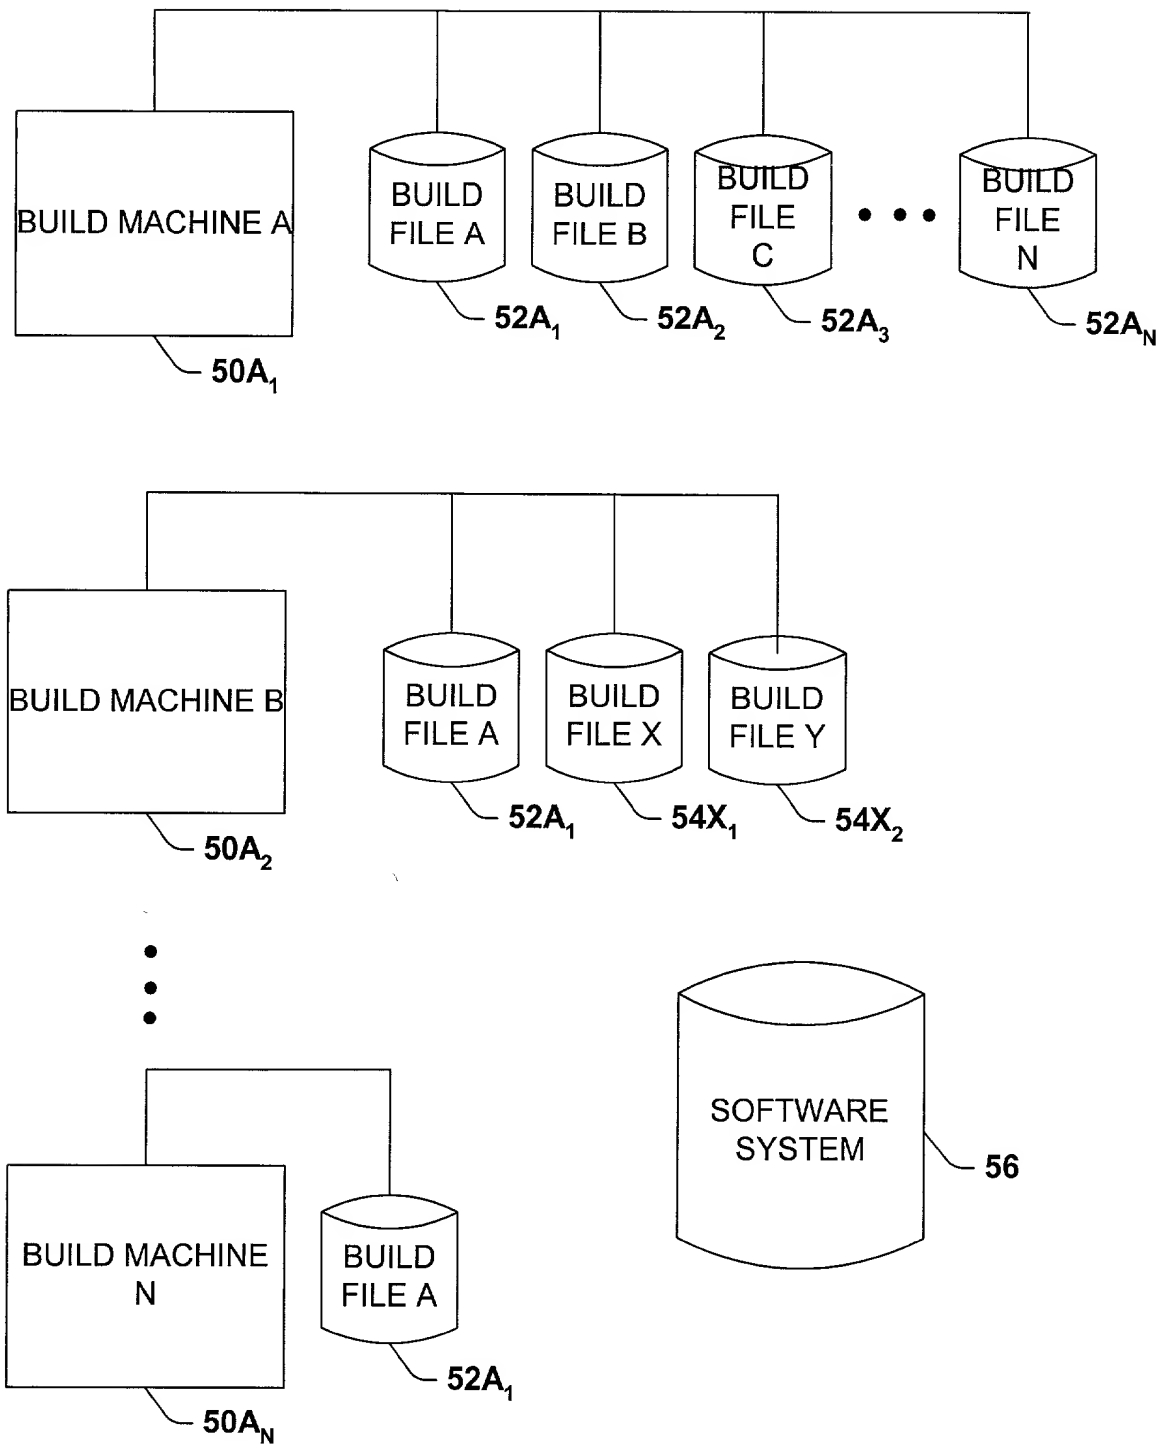 BUILD MACHINE A
BUILD
FILE A
BUILD
FILE B
BUILD
FILE
C
BUILD
FILE
N
52A₁
52A₂
52A₃
52Aₙ
50A₁
BUILD MACHINE B
BUILD
FILE A
BUILD
FILE X
BUILD
FILE Y
52A₁
54X₁
54X₂
50A₂
SOFTWARE
SYSTEM
56
BUILD MACHINE
N
BUILD
FILE A
52A₁
50Aₙ